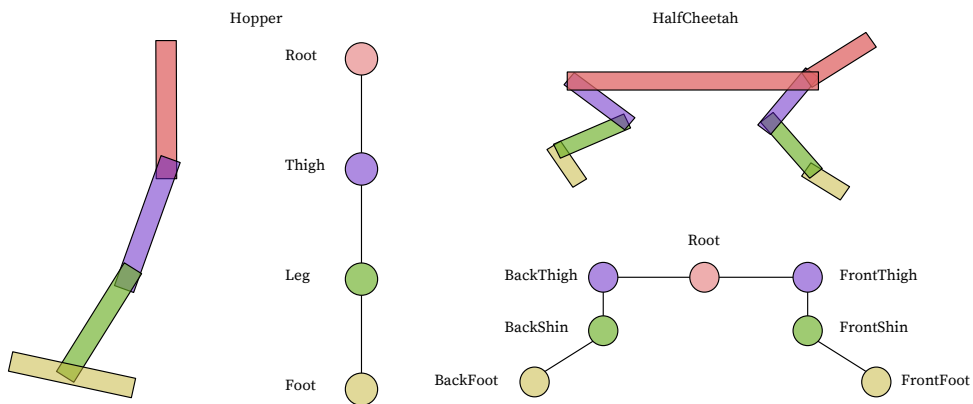 Hopper
Root
Thigh
Leg
Foot
HalfCheetah
Root
BackThigh
FrontThigh
BackShin
FrontShin
BackFoot
FrontFoot